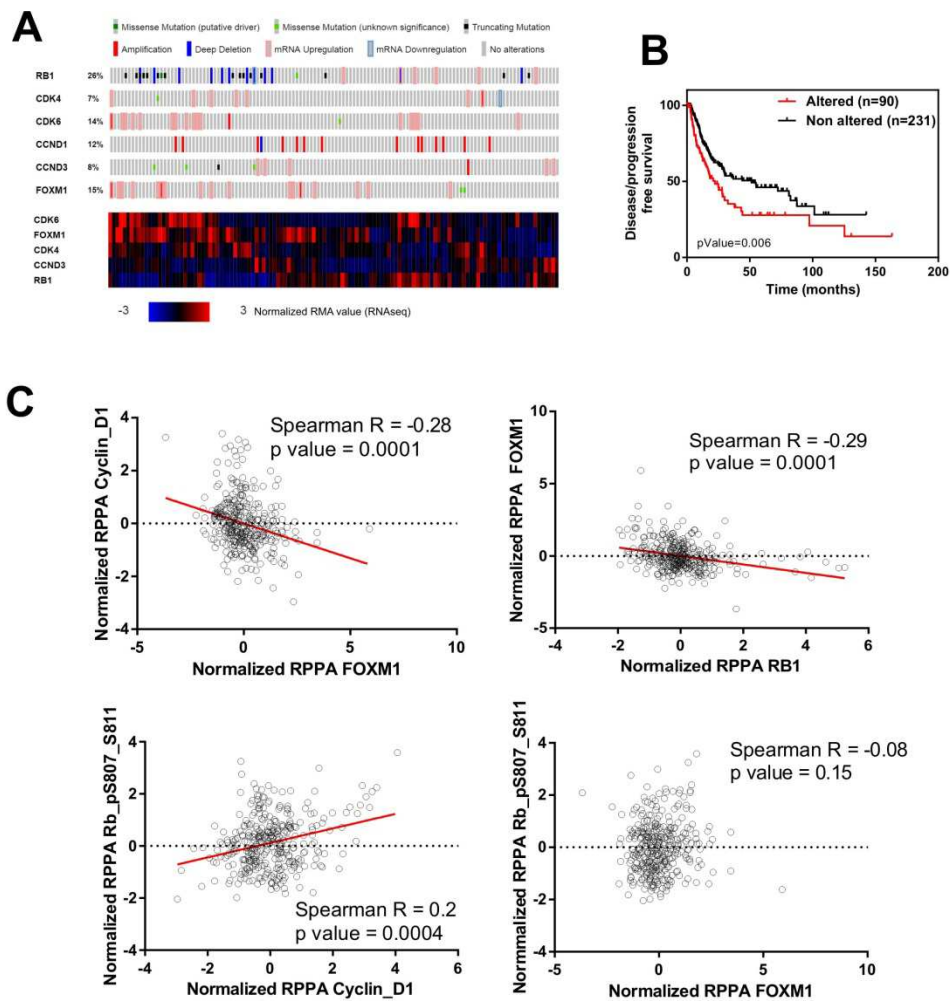 A
Missense Mutation (putative driver) Missense Mutation (unknown significance) Truncating Mutation
Amplification Deep Deletion mRNA Upregulation mRNA Downregulation No alterations
RB1 26%
CDK4 7%
CDK6 14%
CCND1 12%
CCND3 8%
FOXM1 15%
CDK6
FOXM1
CDK4
CCND3
RB1
-3 3 Normalized RMA value (RNAseq)
B
Altered (n=90)
Non altered (n=231)
Disease/progression
free survival
100
50
0
pValue=0.006
0 50 100 150 200
Time (months)
C
Spearman R = -0.28
p value = 0.0001
Normalized RPPA Cyclin_D1
4
2
0
-2
-4
-5 0 5 10
Normalized RPPA FOXM1
Spearman R = -0.29
p value = 0.0001
Normalized RPPA FOXM1
10
5
0
-5
-4 -2 0 2 4 6
Normalized RPPA RB1
Normalized RPPA Rb_pS807_S811
4
2
0
-2
-4
Spearman R = 0.2
p value = 0.0004
-4 -2 0 2 4 6
Normalized RPPA Cyclin_D1
Spearman R = -0.08
p value = 0.15
Normmalized RPPA Rb_pS807_S811
4
2
0
-2
-4
-5 0 5 10
Normalized RPPA FOXM1